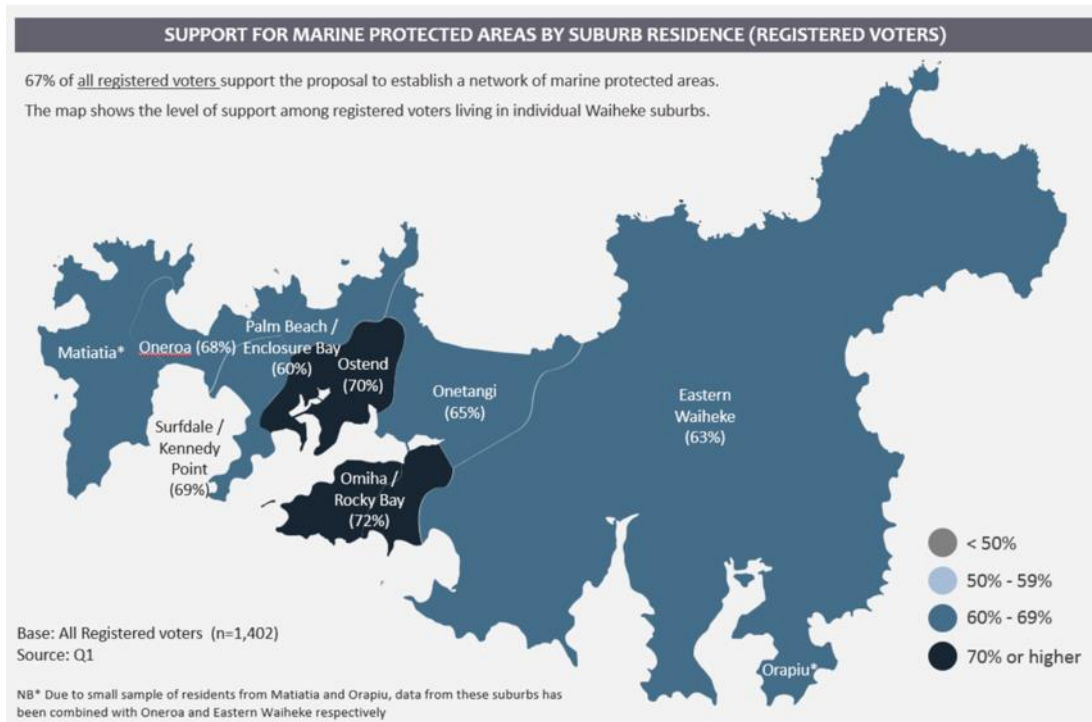 SUPPORT FOR MARINE PROTECTED AREAS BY SUBURB RESIDENCE (REGISTERED VOTERS)
67% of all registered voters support the proposal to establish a network of marine protected areas.
The map shows the level of support among registered voters living in individual Waiheke suburbs.
Matiatia*
Oneroa (68%)
Palm Beach /
Enclosure Bay
(60%)
Ostend
(70%)
Onetangi
(65%)
Eastern
Waiheke
(63%)
Surfdale /
Kennedy
Point
(69%)
Omiha /
Rocky Bay
(72%)
Orapiu*
< 50%
50% - 59%
60% - 69%
70% or higher
Base: All Registered voters (n=1,402)
Source: Q1
NB* Due to small sample of residents from Matiatia and Orapiu, data from these suburbs has
been combined with Oneroa and Eastern Waiheke respectively